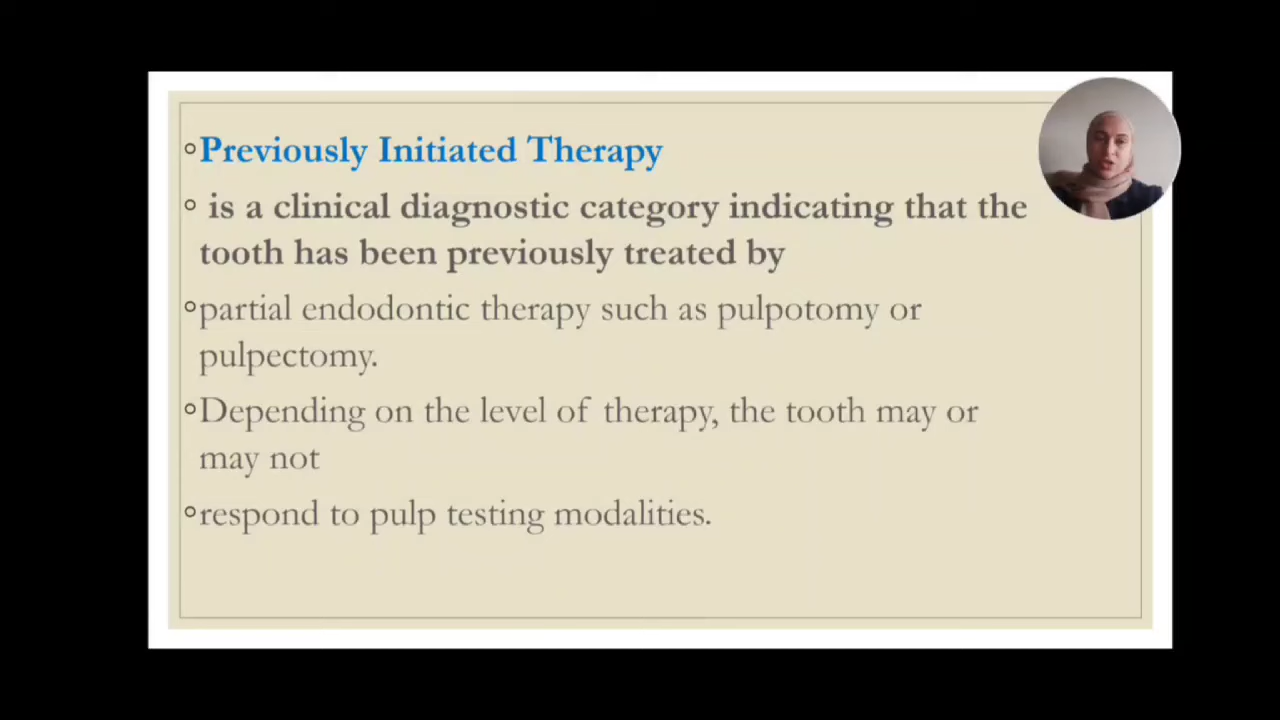 ◦Previously Initiated Therapy
◦ is a clinical diagnostic category indicating that the
tooth has been previously treated by
◦partial endodontic therapy such as pulpotomy or
pulpectomy.
◦Depending on the level of therapy, the tooth may or
may not
◦respond to pulp testing modalities.